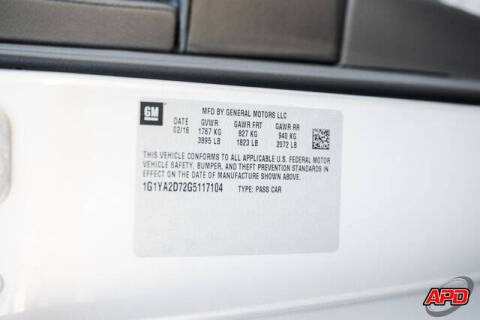 GM
MFD BY GENERAL MOTORS LLC
DATE GVWR GAWR FRT GAWR RR
02/16 1767 KG 827 KG 940 KG
3895 LB 1823 LB 2072 LB
THIS VEHICLE CONFORMS TO ALL APPLICABLE U.S. FEDERAL MOTOR
VEHICLE SAFETY, BUMPER, AND THEFT PREVENTION STANDARDS IN
EFFECT ON THE DATE OF MANUFACTURE SHOWN ABOVE.
1G1YA2D72G5117104 TYPE: PASS CAR
APD